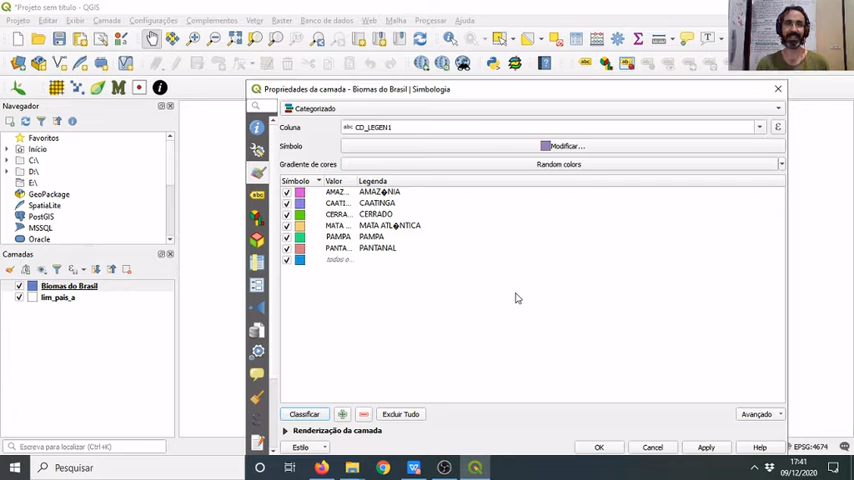 *Projeto sem título - QGIS
Projeto Editar Exibir Camada Configurações Complementos Vetor Raster Banco de dados Web Malha Processar Ajuda
Navegador
Favoritos
Início
C:\
D:\
E:\
GeoPackage
SpatiaLite
PostGIS
MSSQL
Oracle
Camadas
Biomas do Brasil
lim_pais_a
Propriedades da camada - Biomas do Brasil | Simbologia
Categorizado
Coluna abc CD_LEGEN1 ε
Símbolo Modificar...
Gradiente de cores Random colors
Símbolo Valor Legenda
AMAZ... AMAZ�NIA
CAATI... CAATINGA
CERRA... CERRADO
MATA ... MATA ATL�NTICA
PAMPA PAMPA
PANTA... PANTANAL
todos o...
Classificar Excluir Tudo Avançado
Renderização da camada
Estilo OK Cancel Apply Help
Escreva para localizar (Ctrl+K) EPSG:4674
Pesquisar
17:41
09/12/2020